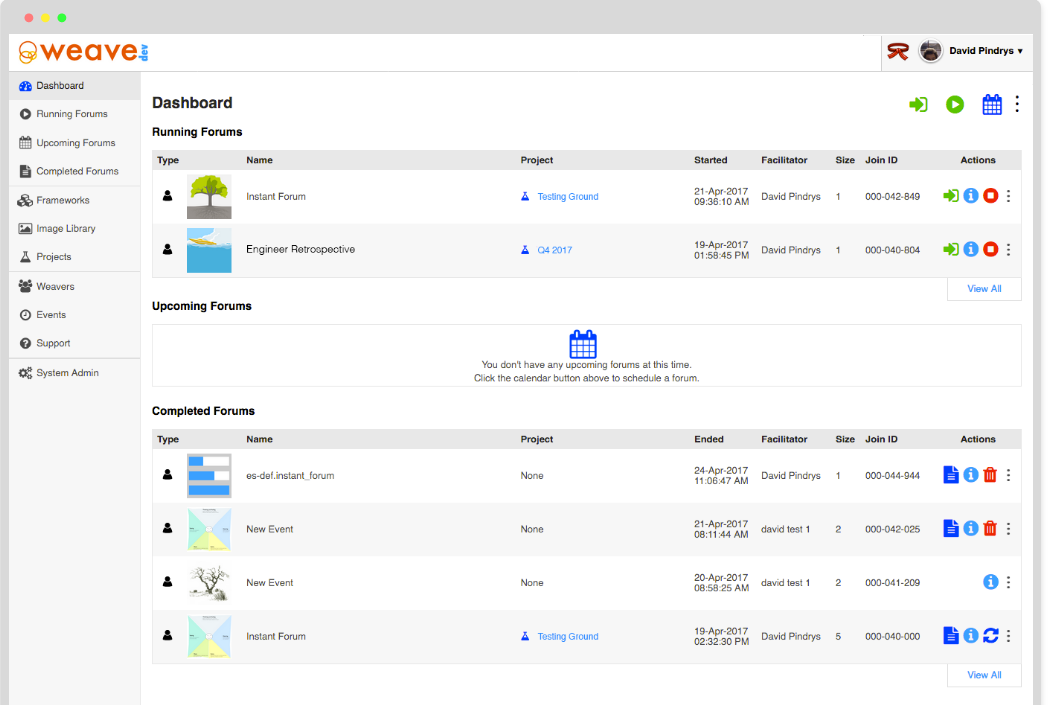 weave dev
David Pindrys ▾
Dashboard
Running Forums
Upcoming Forums
Completed Forums
Frameworks
Image Library
Projects
Weavers
Events
Support
System Admin
Dashboard
Running Forums
Type Name Project Started Facilitator Size Join ID Actions
Instant Forum Testing Ground 21-Apr-2017 09:36:10 AM David Pindrys 1 000-042-849
Engineer Retrospective Q4 2017 19-Apr-2017 01:58:45 PM David Pindrys 1 000-040-804
View All
Upcoming Forums
You don't have any upcoming forums at this time.
Click the calendar button above to schedule a forum.
Completed Forums
Type Name Project Ended Facilitator Size Join ID Actions
es-def.instant_forum None 24-Apr-2017 11:06:47 AM David Pindrys 1 000-044-944
New Event None 21-Apr-2017 08:11:44 AM david test 1 2 000-042-025
New Event None 20-Apr-2017 08:58:25 AM david test 1 2 000-041-209
Instant Forum Testing Ground 19-Apr-2017 02:32:30 PM David Pindrys 5 000-040-000
View All